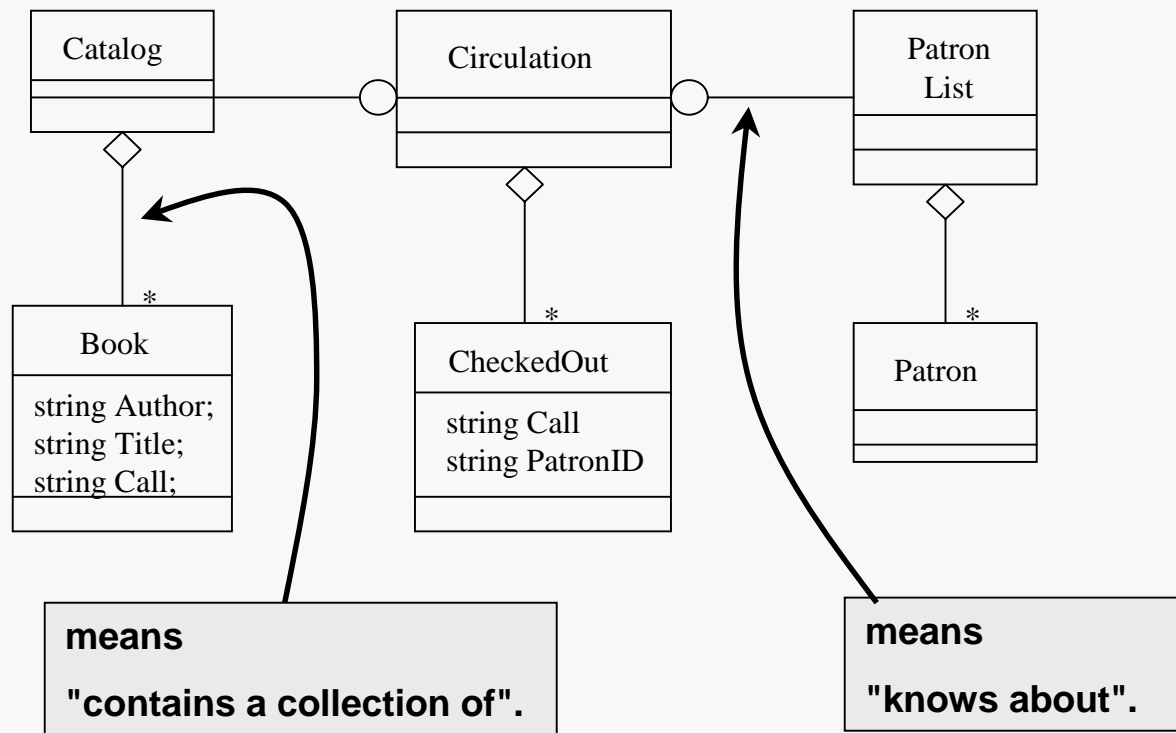 Catalog
Circulation
Patron
List
*
Book
string Author;
string Title;
string Call;
*
CheckedOut
string Call
string PatronID
*
Patron
means
"contains a collection of".
means
"knows about".